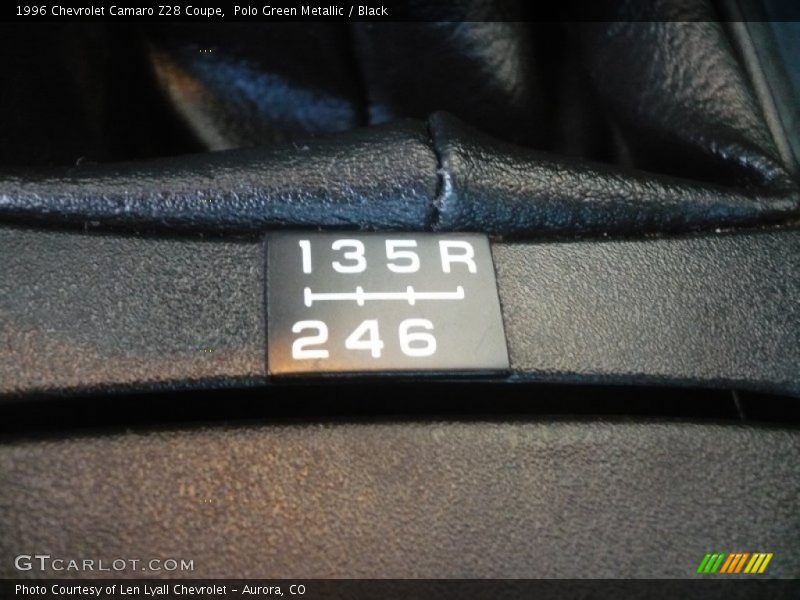 1996 Chevrolet Camaro Z28 Coupe,  Polo Green Metallic / Black
1 3 5 R
2 4 6
GTCARLOT.COM
Photo Courtesy of Len Lyall Chevrolet - Aurora, CO